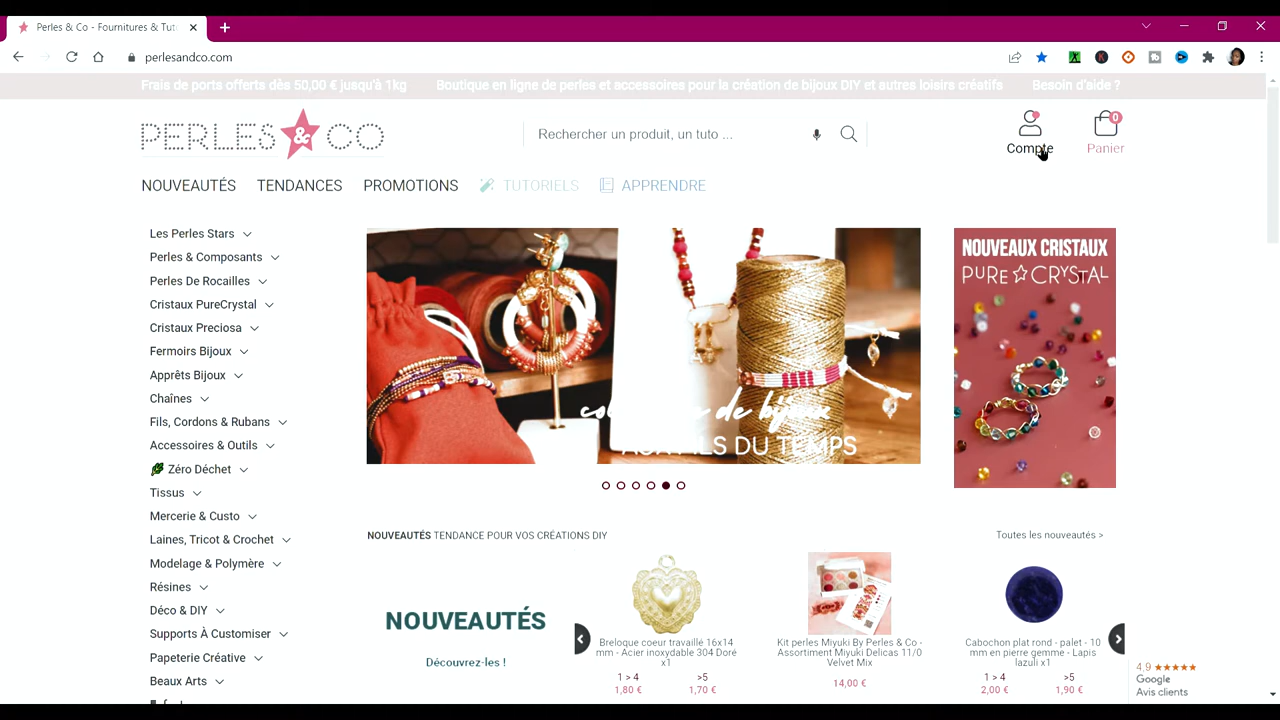 Perles & Co - Fournitures & Tut
perlesandco.com
Frais de ports offerts dès 50,00 € jusqu'à 1kg
Boutique en ligne de perles et accessoires pour la création de bijoux DIY et autres loisirs créatifs
Besoin d'aide ?
PERLES & CO
Rechercher un produit, un tuto ...
Compte
0
Panier
NOUVEAUTÉS
TENDANCES
PROMOTIONS
TUTORIELS
APPRENDRE
Les Perles Stars
Perles & Composants
Perles De Rocailles
Cristaux PureCrystal
Cristaux Preciosa
Fermoirs Bijoux
Apprêts Bijoux
Chaînes
Fils, Cordons & Rubans
Accessoires & Outils
Zéro Déchet
Tissus
Mercerie & Custo
Laines, Tricot & Crochet
Modelage & Polymère
Résines
Déco & DIY
Supports À Customiser
Papeterie Créative
Beaux Arts
de bijoux
DU TEMPS
NOUVEAUX CRISTAUX
PURE CRYSTAL
NOUVEAUTÉS TENDANCE POUR VOS CRÉATIONS DIY
Toutes les nouveautés >
NOUVEAUTÉS
Découvrez-les !
Breloque coeur travaillé 16x14
mm - Acier inoxydable 304 Doré
x1
1 > 4 >5
1,80 € 1,70 €
Kit perles Miyuki By Perles & Co -
Assortiment Miyuki Delicas 11/0
Velvet Mix
14,00 €
Cabochon plat rond - palet - 10
mm en pierre gemme - Lapis
lazuli x1
1 > 4 >5
2,00 € 1,90 €
4,9 ★★★★★
Google
Avis clients